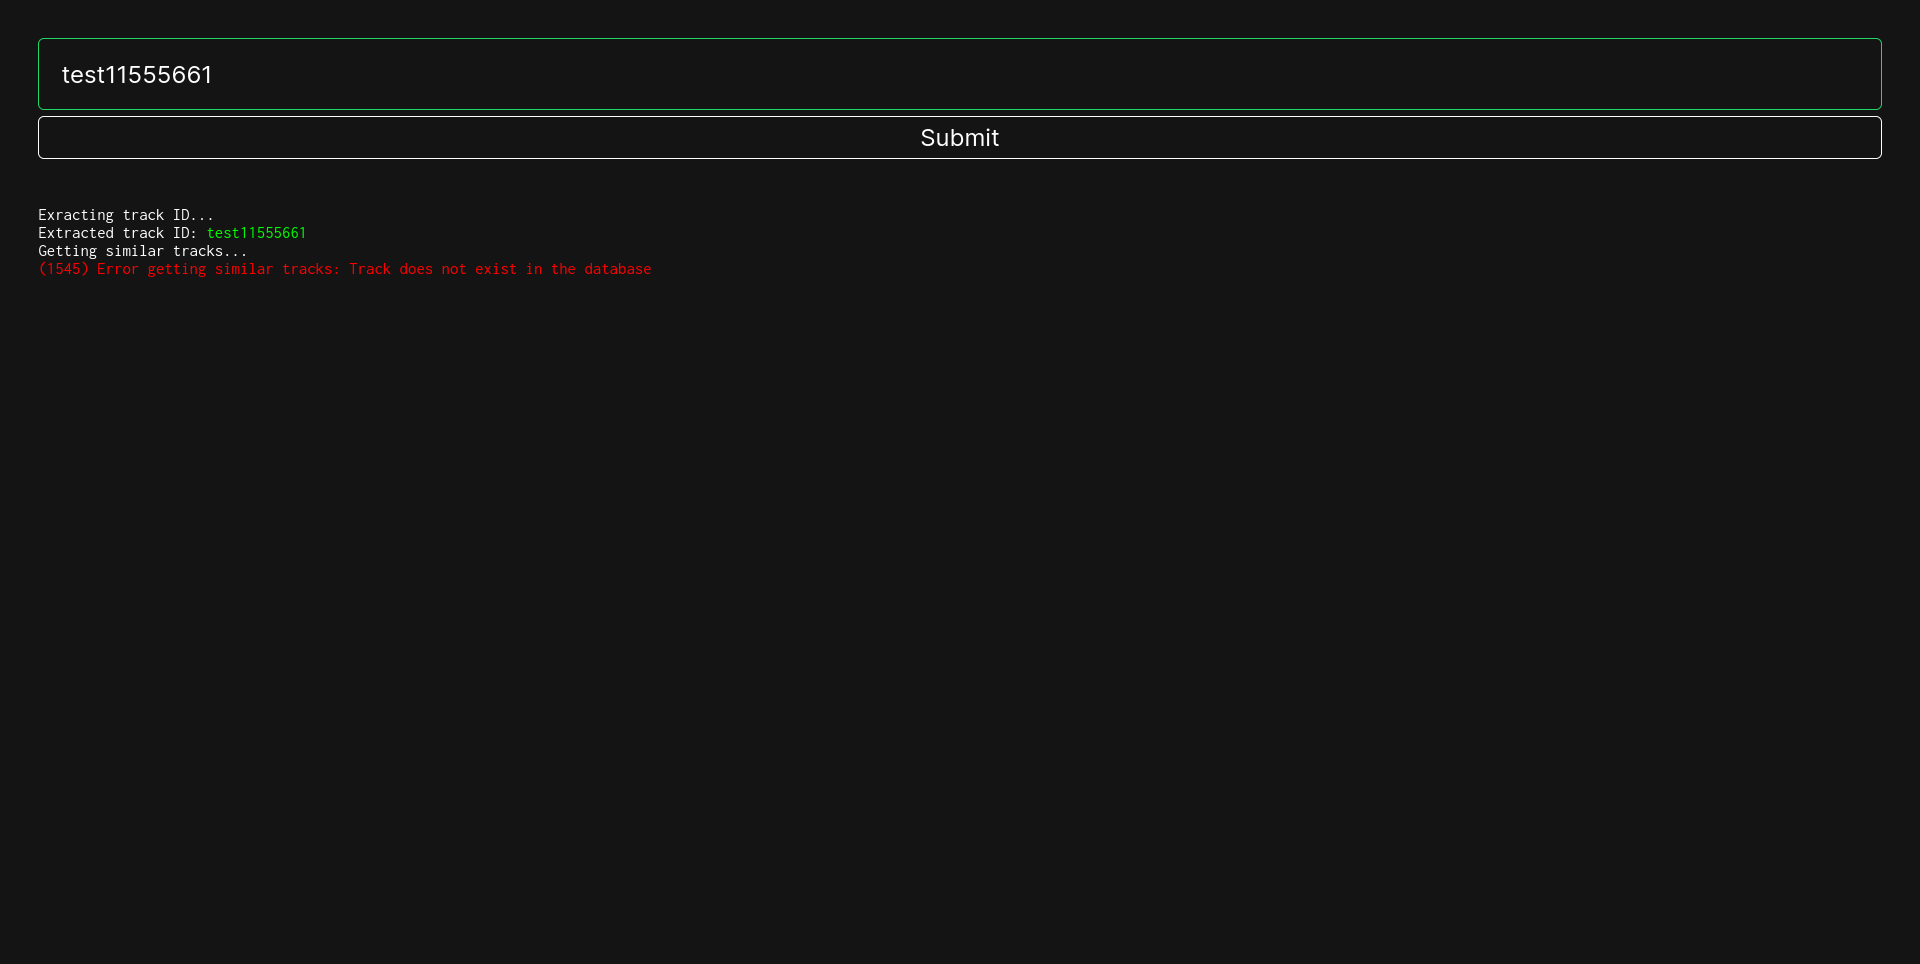 test11555661
Submit
Exracting track ID...
Extracted track ID: test11555661
Getting similar tracks...
(1545) Error getting similar tracks: Track does not exist in the database